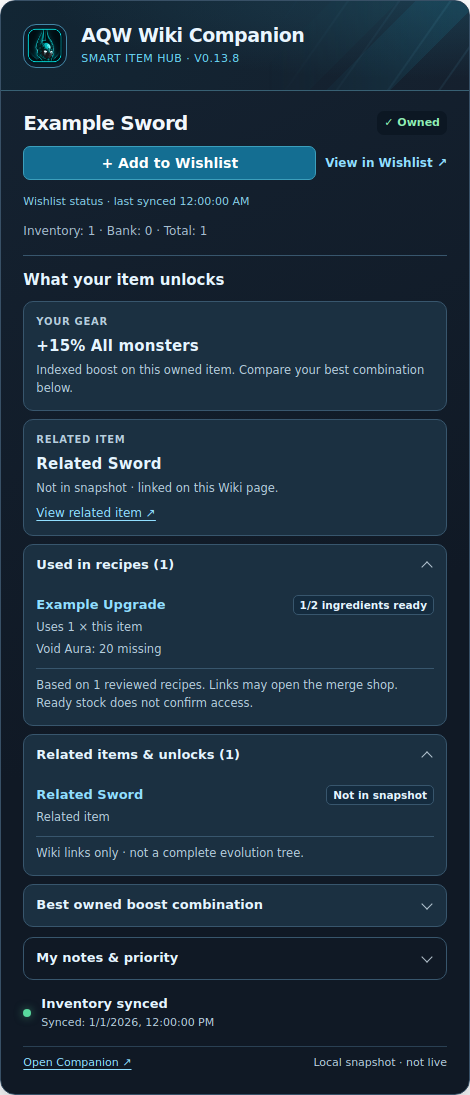 AQW Wiki Companion
SMART ITEM HUB · V0.13.8
Example Sword
✓ Owned
+ Add to Wishlist
View in Wishlist ↗
Wishlist status · last synced 12:00:00 AM
Inventory: 1 · Bank: 0 · Total: 1
What your item unlocks
YOUR GEAR
+15% All monsters
Indexed boost on this owned item. Compare your best combination
below.
RELATED ITEM
Related Sword
Not in snapshot · linked on this Wiki page.
View related item ↗
Used in recipes (1)
Example Upgrade
1/2 ingredients ready
Uses 1 × this item
Void Aura: 20 missing
Based on 1 reviewed recipes. Links may open the merge shop.
Ready stock does not confirm access.
Related items & unlocks (1)
Related Sword
Not in snapshot
Related item
Wiki links only · not a complete evolution tree.
Best owned boost combination
My notes & priority
Inventory synced
Synced: 1/1/2026, 12:00:00 PM
Open Companion ↗
Local snapshot · not live